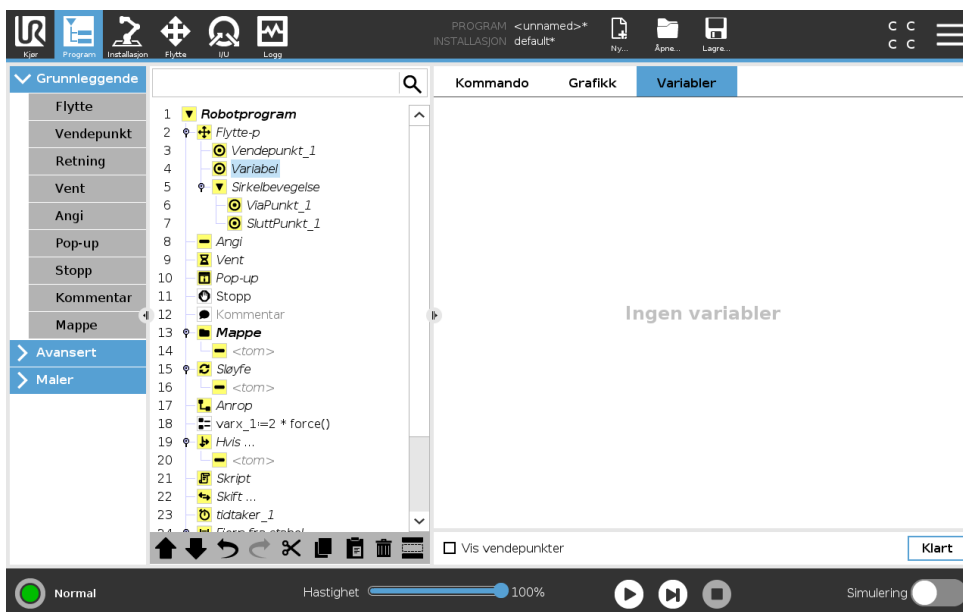 PROGRAM <unnamed>*
INSTALLASJON default*
Kjør Program Installasjon Flytte I/U Logg Ny... Åpne... Lagre...
C C
C C
Grunnleggende
Flytte
Vendepunkt
Retning
Vent
Angi
Pop-up
Stopp
Kommentar
Mappe
Avansert
Maler
1 Robotprogram
2 Flytte-p
3 Vendepunkt_1
4 Variabel
5 Sirkelbevegelse
6 ViaPunkt_1
7 SluttPunkt_1
8 Angi
9 Vent
10 Pop-up
11 Stopp
12 Kommentar
13 Mappe
14 <tom>
15 Sløyfe
16 <tom>
17 Anrop
18 varx_1:=2 * force()
19 Hvis ...
20 <tom>
21 Skript
22 Skift ...
23 tidtaker_1
Kommando Grafikk Variabler
Ingen variabler
Vis vendepunkter Klart
Normal Hastighet 100% Simulering